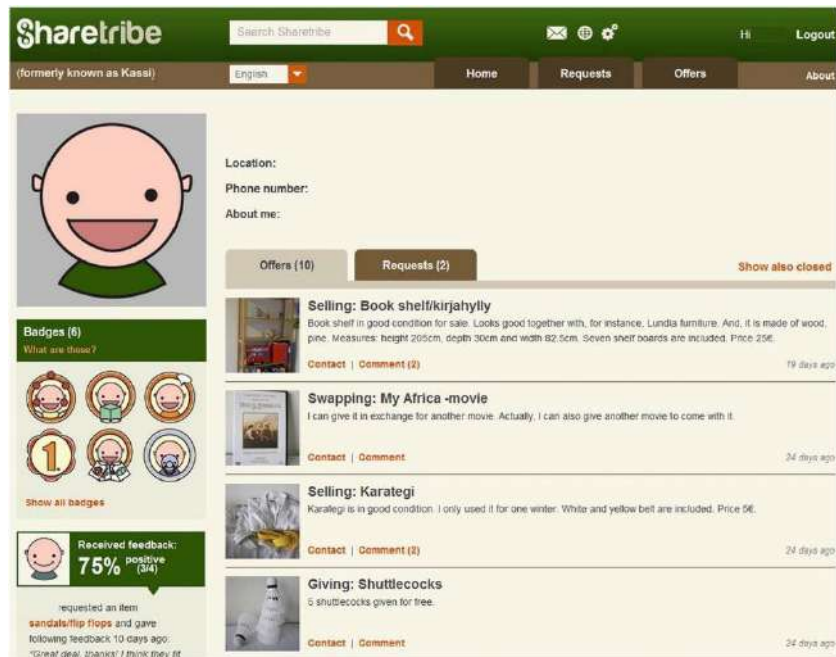 Sharetribe
Search Sharetribe
Hi
Logout
(formerly known as Kassi)
English
Home
Requests
Offers
About
Location:
Phone number:
About me:
Offers (10)
Requests (2)
Show also closed
Badges (6)
What are these?
1.
Show all badges
Received feedback:
75% positive (3/4)
requested an item
sandals/flip flops and gave
following feedback 10 days ago:
"Great deal, thanks! I think they fit
Selling: Book shelf/kirjahylly
Book shelf in good condition for sale. Looks good together with, for instance, Lundia furniture. And, it is made of wood,
pine. Measures: height 205cm, depth 30cm and width 82.5cm. Seven shelf boards are included. Price 25€.
Contact | Comment (2)
19 days ago
Swapping: My Africa -movie
I can give it in exchange for another movie. Actually, I can also give another movie to come with it.
Contact | Comment
24 days ago
Selling: Karategi
Karategi is in good condition. I only used it for one winter. White and yellow belt are included. Price 5€.
Contact | Comment (2)
24 days ago
Giving: Shuttlecocks
5 shuttlecocks given for free.
Contact | Comment
24 days ago